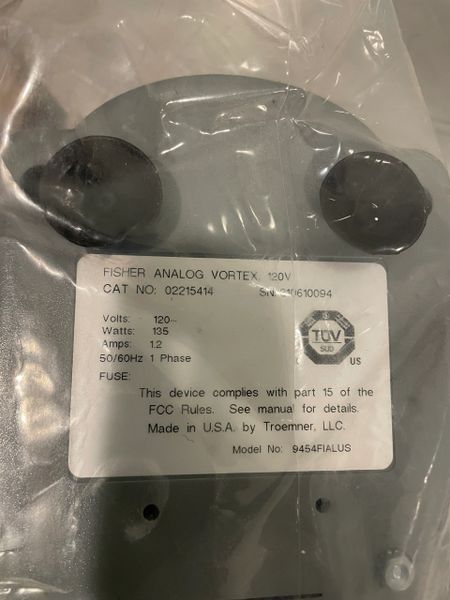 FISHER ANALOG VORTEX, 120V
CAT NO: 02215414 SN:
Volts: 120~
Watts: 135
Amps: 1.2
50/60Hz 1 Phase
FUSE:
TÜV
SUD
US
This device complies with part 15 of the
FCC Rules. See manual for details.
Made in U.S.A. by Troemner, LLC.
Model No: 9454FIALUS